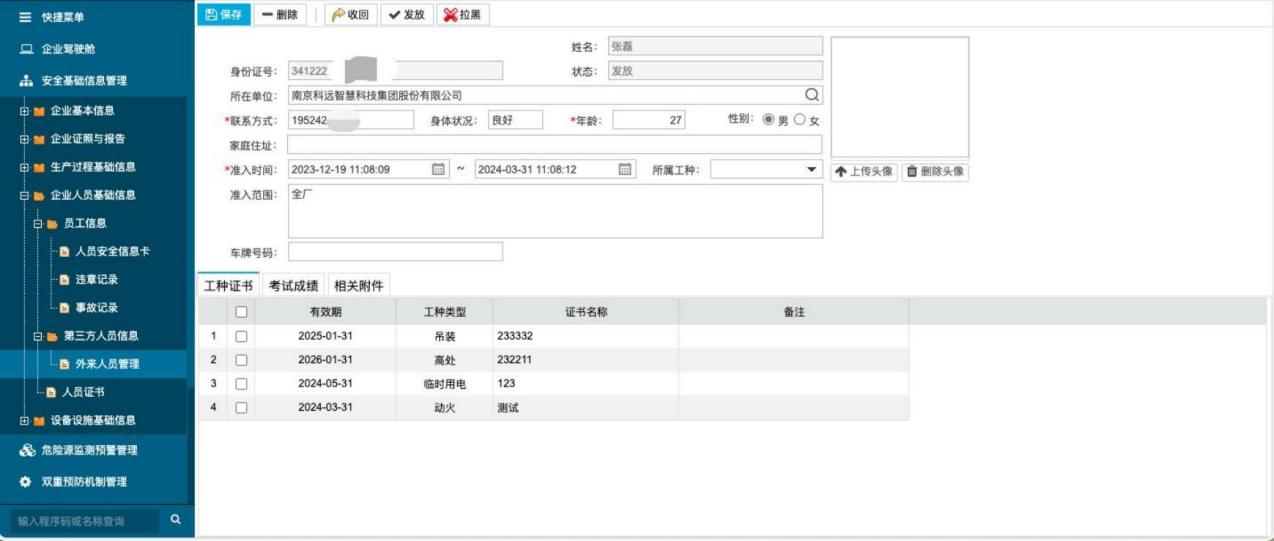 快捷菜单
企业驾驶舱
安全基础信息管理
企业基本信息
企业证照与报告
生产过程基础信息
企业人员基础信息
员工信息
人员安全信息卡
违章记录
事故记录
第三方人员信息
外来人员管理
人员证书
设备设施基础信息
危险源监测预警管理
双重预防机制管理
输入程序码或名称查询
保存 删除 收回 发放 拉黑
姓名: 张磊
身份证号: 341222 状态: 发放
所在单位: 南京科远智慧科技集团股份有限公司
*联系方式: 195242 身体状况: 良好 *年龄: 27 性别: 男 女
家庭住址:
*准入时间: 2023-12-19 11:08:09 ~ 2024-03-31 11:08:12 所属工种: 上传头像 删除头像
准入范围: 全厂
车牌号码:
工种证书 考试成绩 相关附件
有效期 工种类型 证书名称 备注
1 2025-01-31 吊装 233332
2 2026-01-31 高处 232211
3 2024-05-31 临时用电 123
4 2024-03-31 动火 测试